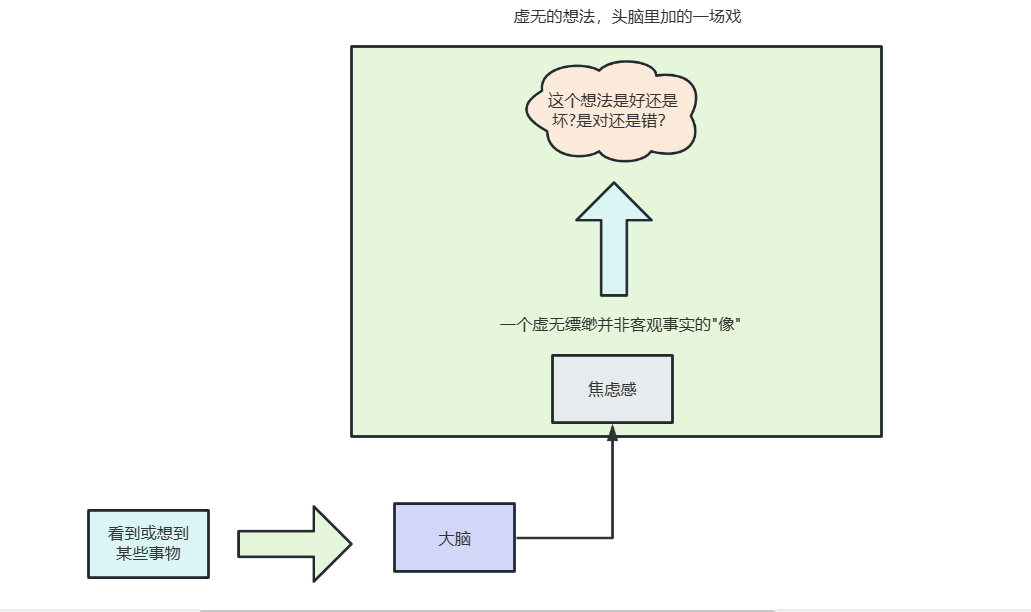 虚无的想法，头脑里加的一场戏
这个想法是好还是
坏?是对还是错?
一个虚无缥缈并非客观事实的"像"
焦虑感
看到或想到
某些事物
大脑